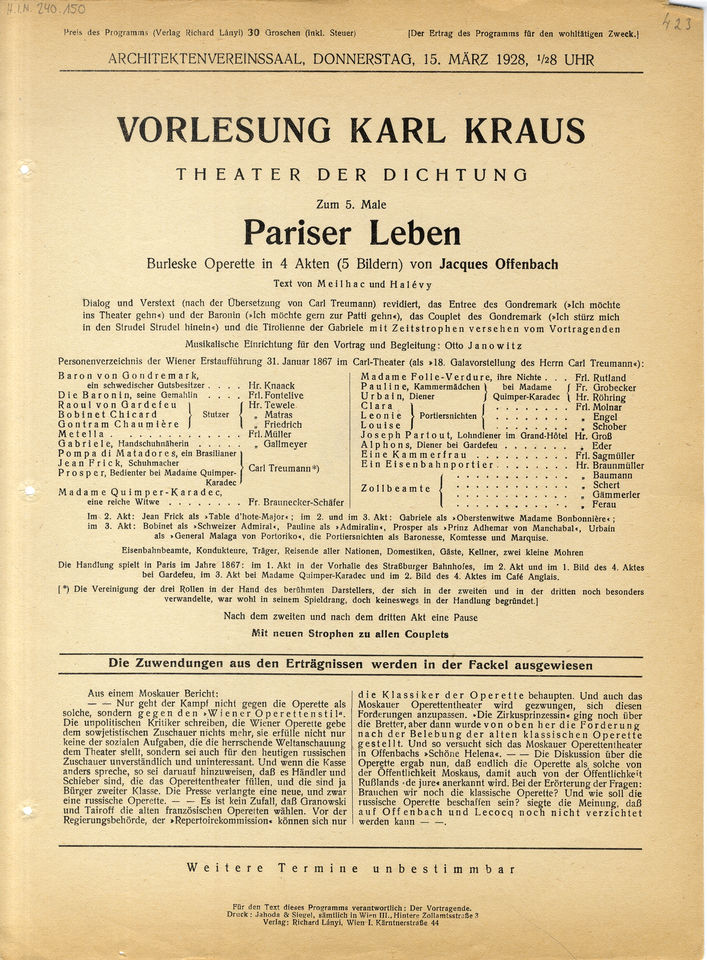 H.I.N. 240.150
423
Preis des Programms (Verlag Richard Lányi) 30 Groschen (inkl. Steuer) [Der Ertrag des Programms für den wohltätigen Zweck.]
ARCHITEKTENVEREINSSAAL, DONNERSTAG, 15. MÄRZ 1928, 1/28 UHR
VORLESUNG KARL KRAUS
THEATER DER DICHTUNG
Zum 5. Male
Pariser Leben
Burleske Operette in 4 Akten (5 Bildern) von Jacques Offenbach
Text von Meilhac und Halévy
Dialog und Verstext (nach der Übersetzung von Carl Treumann) revidiert, das Entree des Gondremark (»Ich möchte
ins Theater gehn«) und der Baronin (»Ich möchte gern zur Patti gehn«), das Couplet des Gondremark (»Ich stürz mich
in den Strudel Strudel hinein«) und die Tirolienne der Gabriele mit Zeitstrophen versehen vom Vortragenden
Musikalische Einrichtung für den Vortrag und Begleitung: Otto Janowitz
Personenverzeichnis der Wiener Erstaufführung 31. Januar 1867 im Carl-Theater (als »18. Galavorstellung des Herrn Carl Treumann«):
Baron von Gondremark,
ein schwedischer Gutsbesitzer . . . . Hr. Knaack
Die Baronin, seine Gemahlin . . . . Frl. Fontelive
Raoul von Gardefeu } Hr. Tewele
Bobinet Chicard } Stutzer { „ Matras
Gontram Chaumière } „ Friedrich
Metella . . . . . . . . . . . . Frl. Müller
Gabriele, Handschuhnäherin . . . . . „ Gallmeyer
Pompa di Matadores, ein Brasilianer
Jean Frick, Schuhmacher
Prosper, Bedienter bei Madame Quimper-
Karadec
} Carl Treumann*)
Madame Quimper-Karadec,
eine reiche Witwe . . . . . . . Fr. Braunecker-Schäfer
Madame Folle-Verdure, ihre Nichte . . . Frl. Rutland
Pauline, Kammermädchen } bei Madame { Fr. Grobecker
Urbain, Diener } Quimper-Karadec { Hr. Röhring
Clara } Frl. Molnar
Leonie } Portiersnichten { . . . . . . „ Engel
Louise } „ Schober
Joseph Partout, Lohndiener im Grand-Hôtel Hr. Groß
Alphons, Diener bei Gardefeu . . . . . „ Eder
Eine Kammerfrau . . . . . . . . Frl. Sagmüller
Ein Eisenbahnportier . . . . . . . Hr. Braunmüller
Zollbeamte { . . . . . . . . . . . „ Baumann
. . . . . . . . . . . „ Schert
. . . . . . . . . . . „ Gämmerler
. . . . . . . . . . . „ Ferau
Im 2. Akt: Jean Frick als »Table d'hote-Major«; im 2. und im 3. Akt: Gabriele als »Oberstenwitwe Madame Bonbonnière«;
im 3. Akt: Bobinet als »Schweizer Admiral«, Pauline als »Admiralin«, Prosper als »Prinz Adhemar von Manchabal«, Urbain
als »General Malaga von Portoriko«, die Portiersnichten als Baronesse, Komtesse und Marquise.
Eisenbahnbeamte, Kondukteure, Träger, Reisende aller Nationen, Domestiken, Gäste, Kellner, zwei kleine Mohren
Die Handlung spielt in Paris im Jahre 1867: im 1. Akt in der Vorhalle des Straßburger Bahnhofes, im 2. Akt und im 1. Bild des 4. Aktes
bei Gardefeu, im 3. Akt bei Madame Quimper-Karadec und im 2. Bild des 4. Aktes im Café Anglais.
[*) Die Vereinigung der drei Rollen in der Hand des berühmten Darstellers, der sich in der zweiten und in der dritten noch besonders
verwandelte, war wohl in seinem Spieldrang, doch keineswegs in der Handlung begründet.]
Nach dem zweiten und nach dem dritten Akt eine Pause
Mit neuen Strophen zu allen Couplets
Die Zuwendungen aus den Erträgnissen werden in der Fackel ausgewiesen
Aus einem Moskauer Bericht:
— — Nur geht der Kampf nicht gegen die Operette als
solche, sondern gegen den »Wiener Operettenstil«.
Die unpolitischen Kritiker schreiben, die Wiener Operette gebe
dem sowjetistischen Zuschauer nichts mehr, sie erfülle nicht nur
keine der sozialen Aufgaben, die die herrschende Weltanschauung
dem Theater stellt, sondern sei auch für den heutigen russischen
Zuschauer unverständlich und uninteressant. Und wenn die Kasse
anders spreche, so sei darauf hinzuweisen, daß es Händler und
Schieber sind, die das Operettentheater füllen, und die sind ja
Bürger zweiter Klasse. Die Presse verlangte eine neue, und zwar
eine russische Operette. — — Es ist kein Zufall, daß Granowski
und Tairoff die alten französischen Operetten wählen. Vor der
Regierungsbehörde, der »Repertoirekommission« können sich nur
die Klassiker der Operette behaupten. Und auch das
Moskauer Operettentheater wird gezwungen, sich diesen
Forderungen anzupassen. »Die Zirkusprinzessin« ging noch über
die Bretter, aber dann wurde von oben her die Forderung
nach der Belebung der alten klassischen Operette
gestellt. Und so versucht sich das Moskauer Operettentheater
in Offenbachs »Schöne Helena«. — — Die Diskussion über die
Operette ergab nun, daß endlich die Operette als solche von
der Öffentlichkeit Moskaus, damit auch von der Öffentlichkeit
Rußlands ›de jure‹ anerkannt wird. Bei der Erörterung der Fragen:
Brauchen wir noch die klassische Operette? Und wie soll die
russische Operette beschaffen sein? siegte die Meinung, daß
auf Offenbach und Lecocq nicht verzichtet
werden kann — —.
Weitere Termine unbestimmbar
Für den Text dieses Programms verantwortlich: Der Vortragende.
Druck: Jahoda & Siegel, sämtlich in Wien III., Hintere Zollamtsstraße 3
Verlag: Richard Lányi, Wien I. Kärntnerstraße 44